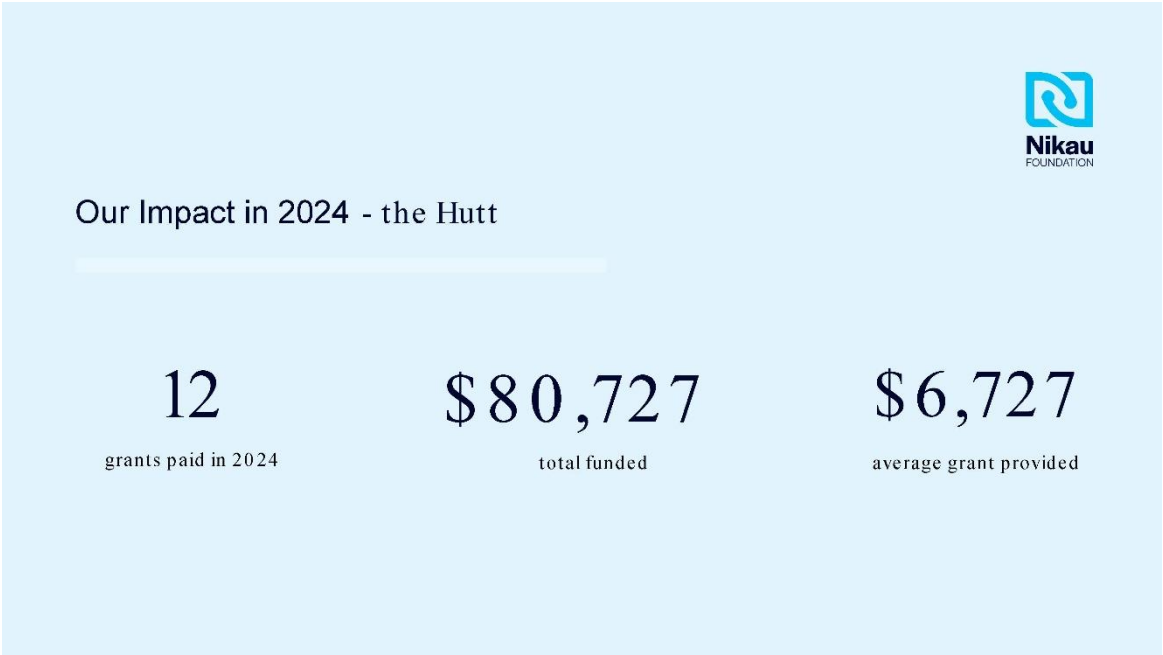 Nikau
FOUNDATION
Our Impact in 2024 - the Hutt
12
grants paid in 2024
$80,727
total funded
$6,727
average grant provided